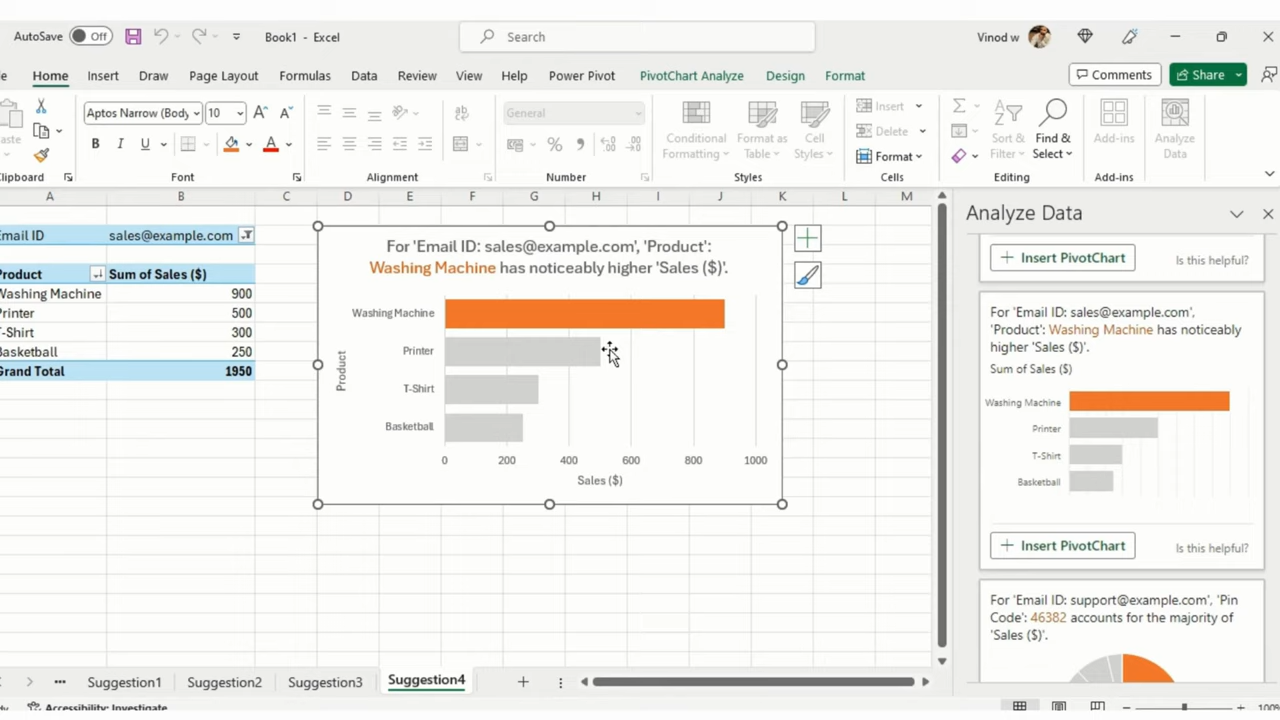 AutoSave Off Book1 - Excel Search Vinod w
Home Insert Draw Page Layout Formulas Data Review View Help Power Pivot PivotChart Analyze Design Format Comments Share
Aptos Narrow (Body 10 General
B I U A
Conditional Formatting
Format as Table
Cell Styles
Insert
Delete
Format
Sort & Filter
Find & Select
Add-ins
Analyze Data
lipboard Font Alignment Number Styles Cells Editing Add-ins
A B C D E F G H I J K L M
Email ID sales@example.com
Product Sum of Sales ($)
Washing Machine 900
Printer 500
T-Shirt 300
Basketball 250
Grand Total 1950
For 'Email ID: sales@example.com', 'Product':
Washing Machine has noticeably higher 'Sales ($)'.
Washing Machine
Printer
T-Shirt
Basketball
Product
0 200 400 600 800 1000
Sales ($)
Analyze Data
+ Insert PivotChart Is this helpful?
For 'Email ID: sales@example.com',
'Product': Washing Machine has noticeably
higher 'Sales ($)'.
Sum of Sales ($)
Washing Machine
Printer
T-Shirt
Basketball
+ Insert PivotChart Is this helpful?
For 'Email ID: support@example.com', 'Pin
Code': 46382 accounts for the majority of
'Sales ($)'.
Suggestion1 Suggestion2 Suggestion3 Suggestion4
Accessibility: Investigate